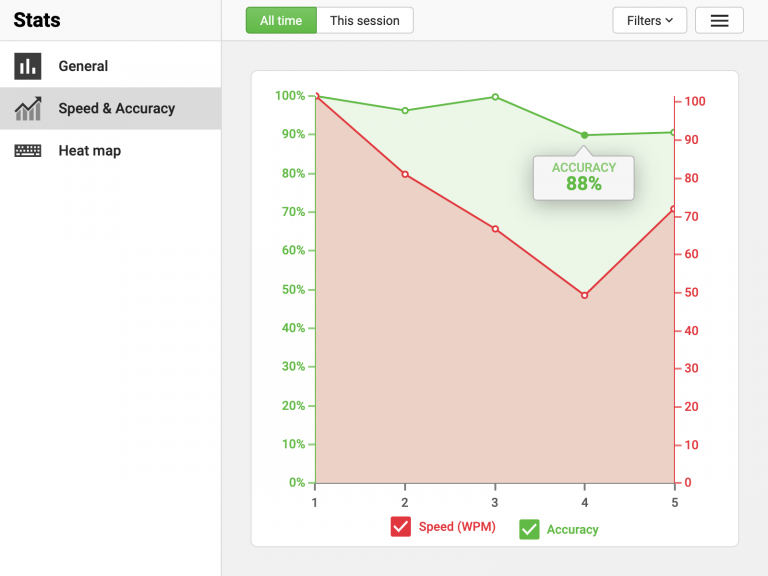 Stats
All time
This session
Filters
General
Speed & Accuracy
Heat map
100%
90%
80%
70%
60%
50%
40%
30%
20%
10%
0%
ACCURACY
88%
100
90
80
70
60
50
40
30
20
10
0
1 2 3 4 5
Speed (WPM)
Accuracy